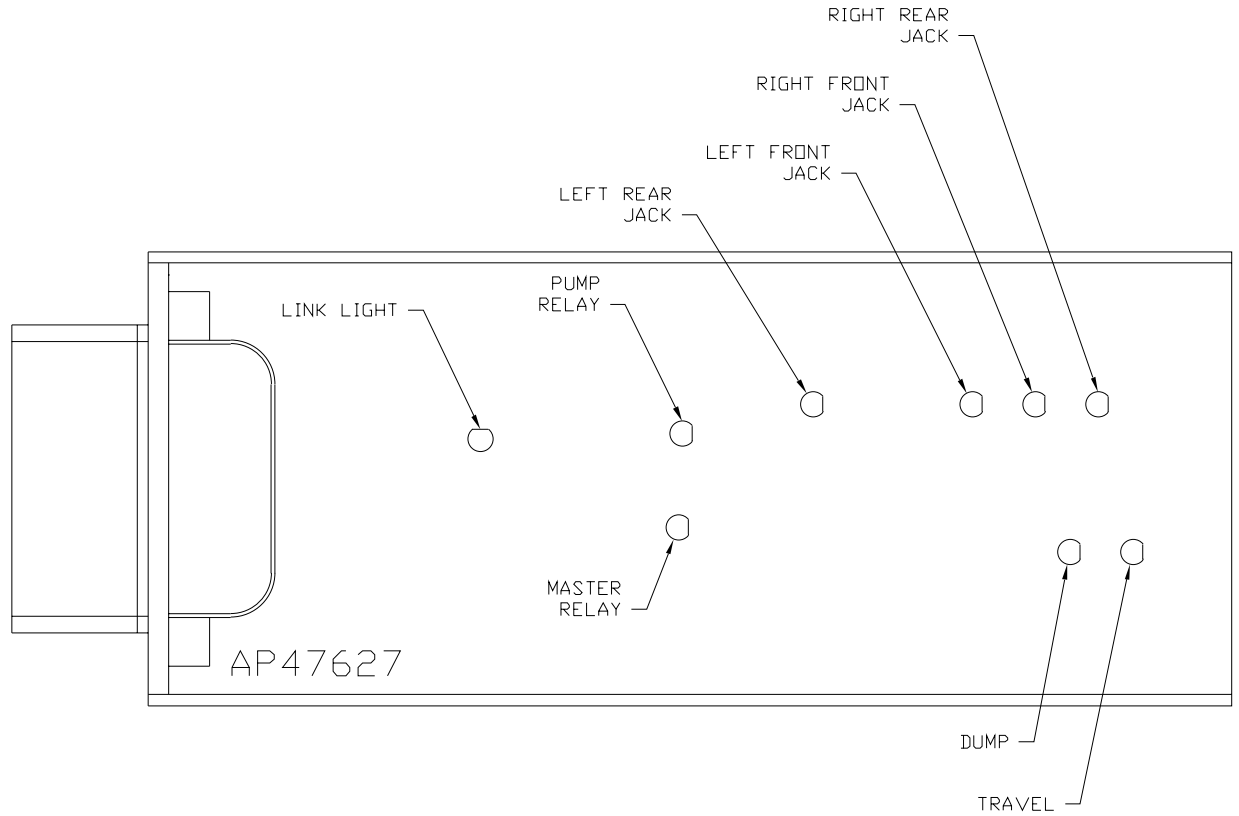 RIGHT REAR
JACK
RIGHT FRONT
JACK
LEFT FRONT
JACK
LEFT REAR
JACK
PUMP
RELAY
LINK LIGHT
MASTER
RELAY
AP47627
DUMP
TRAVEL